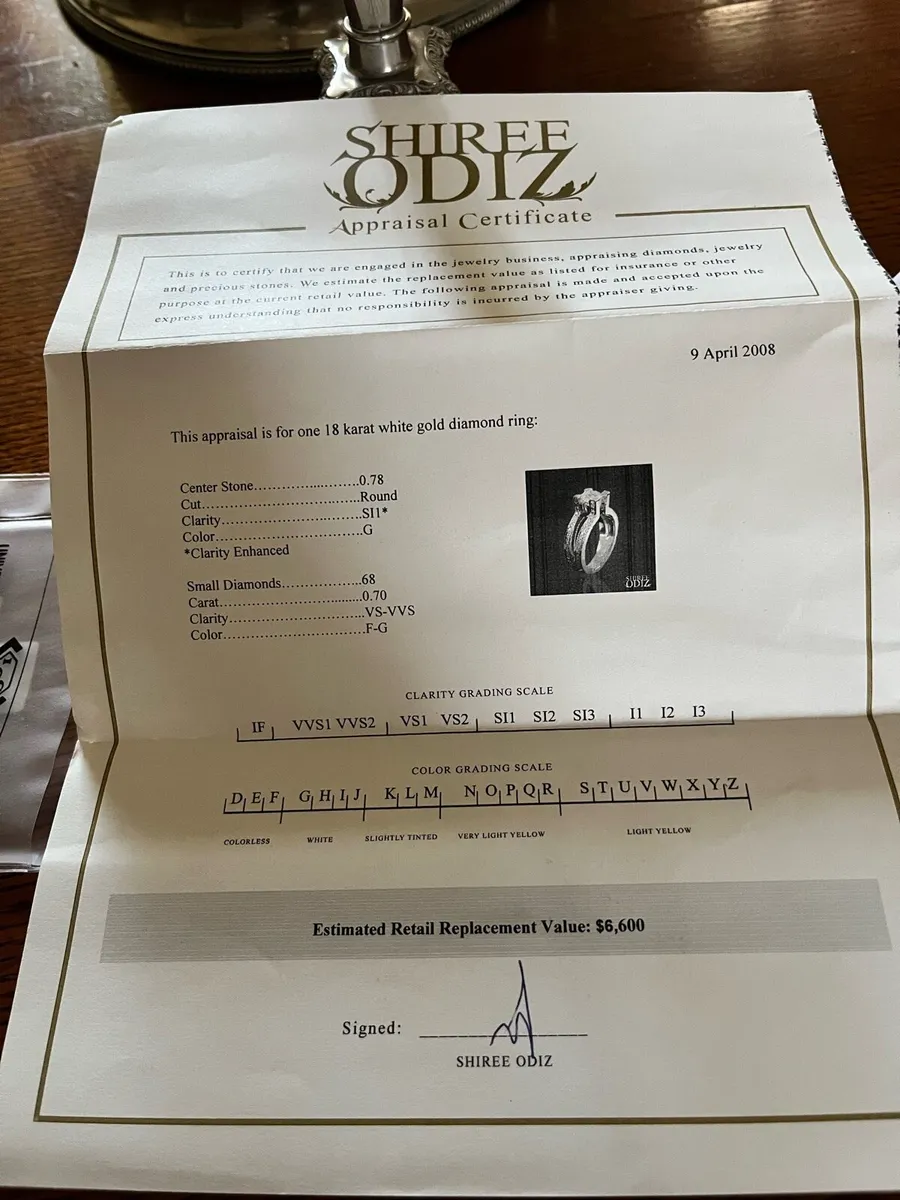 SHIREE
ODIZ
Appraisal Certificate
This is to certify that we are engaged in the jewelry business, appraising diamonds, jewelry
and precious stones. We estimate the replacement value as listed for insurance or other
purpose at the current retail value. The following appraisal is made and accepted upon the
express understanding that no responsibility is incurred by the appraiser giving.
9 April 2008
This appraisal is for one 18 karat white gold diamond ring:
Center Stone.......................0.78
Cut....................................Round
Clarity................................SI1*
Color..................................G
*Clarity Enhanced
Small Diamonds.................68
Carat.................................0.70
Clarity...............................VS-VVS
Color.................................F-G
SHIREE
ODIZ
CLARITY GRADING SCALE
IF VVS1 VVS2 VS1 VS2 SI1 SI2 SI3 I1 I2 I3
COLOR GRADING SCALE
D E F G H I J K L M N O P Q R S T U V W X Y Z
COLORLESS WHITE SLIGHTLY TINTED VERY LIGHT YELLOW LIGHT YELLOW
Estimated Retail Replacement Value: $6,600
Signed:
SHIREE ODIZ